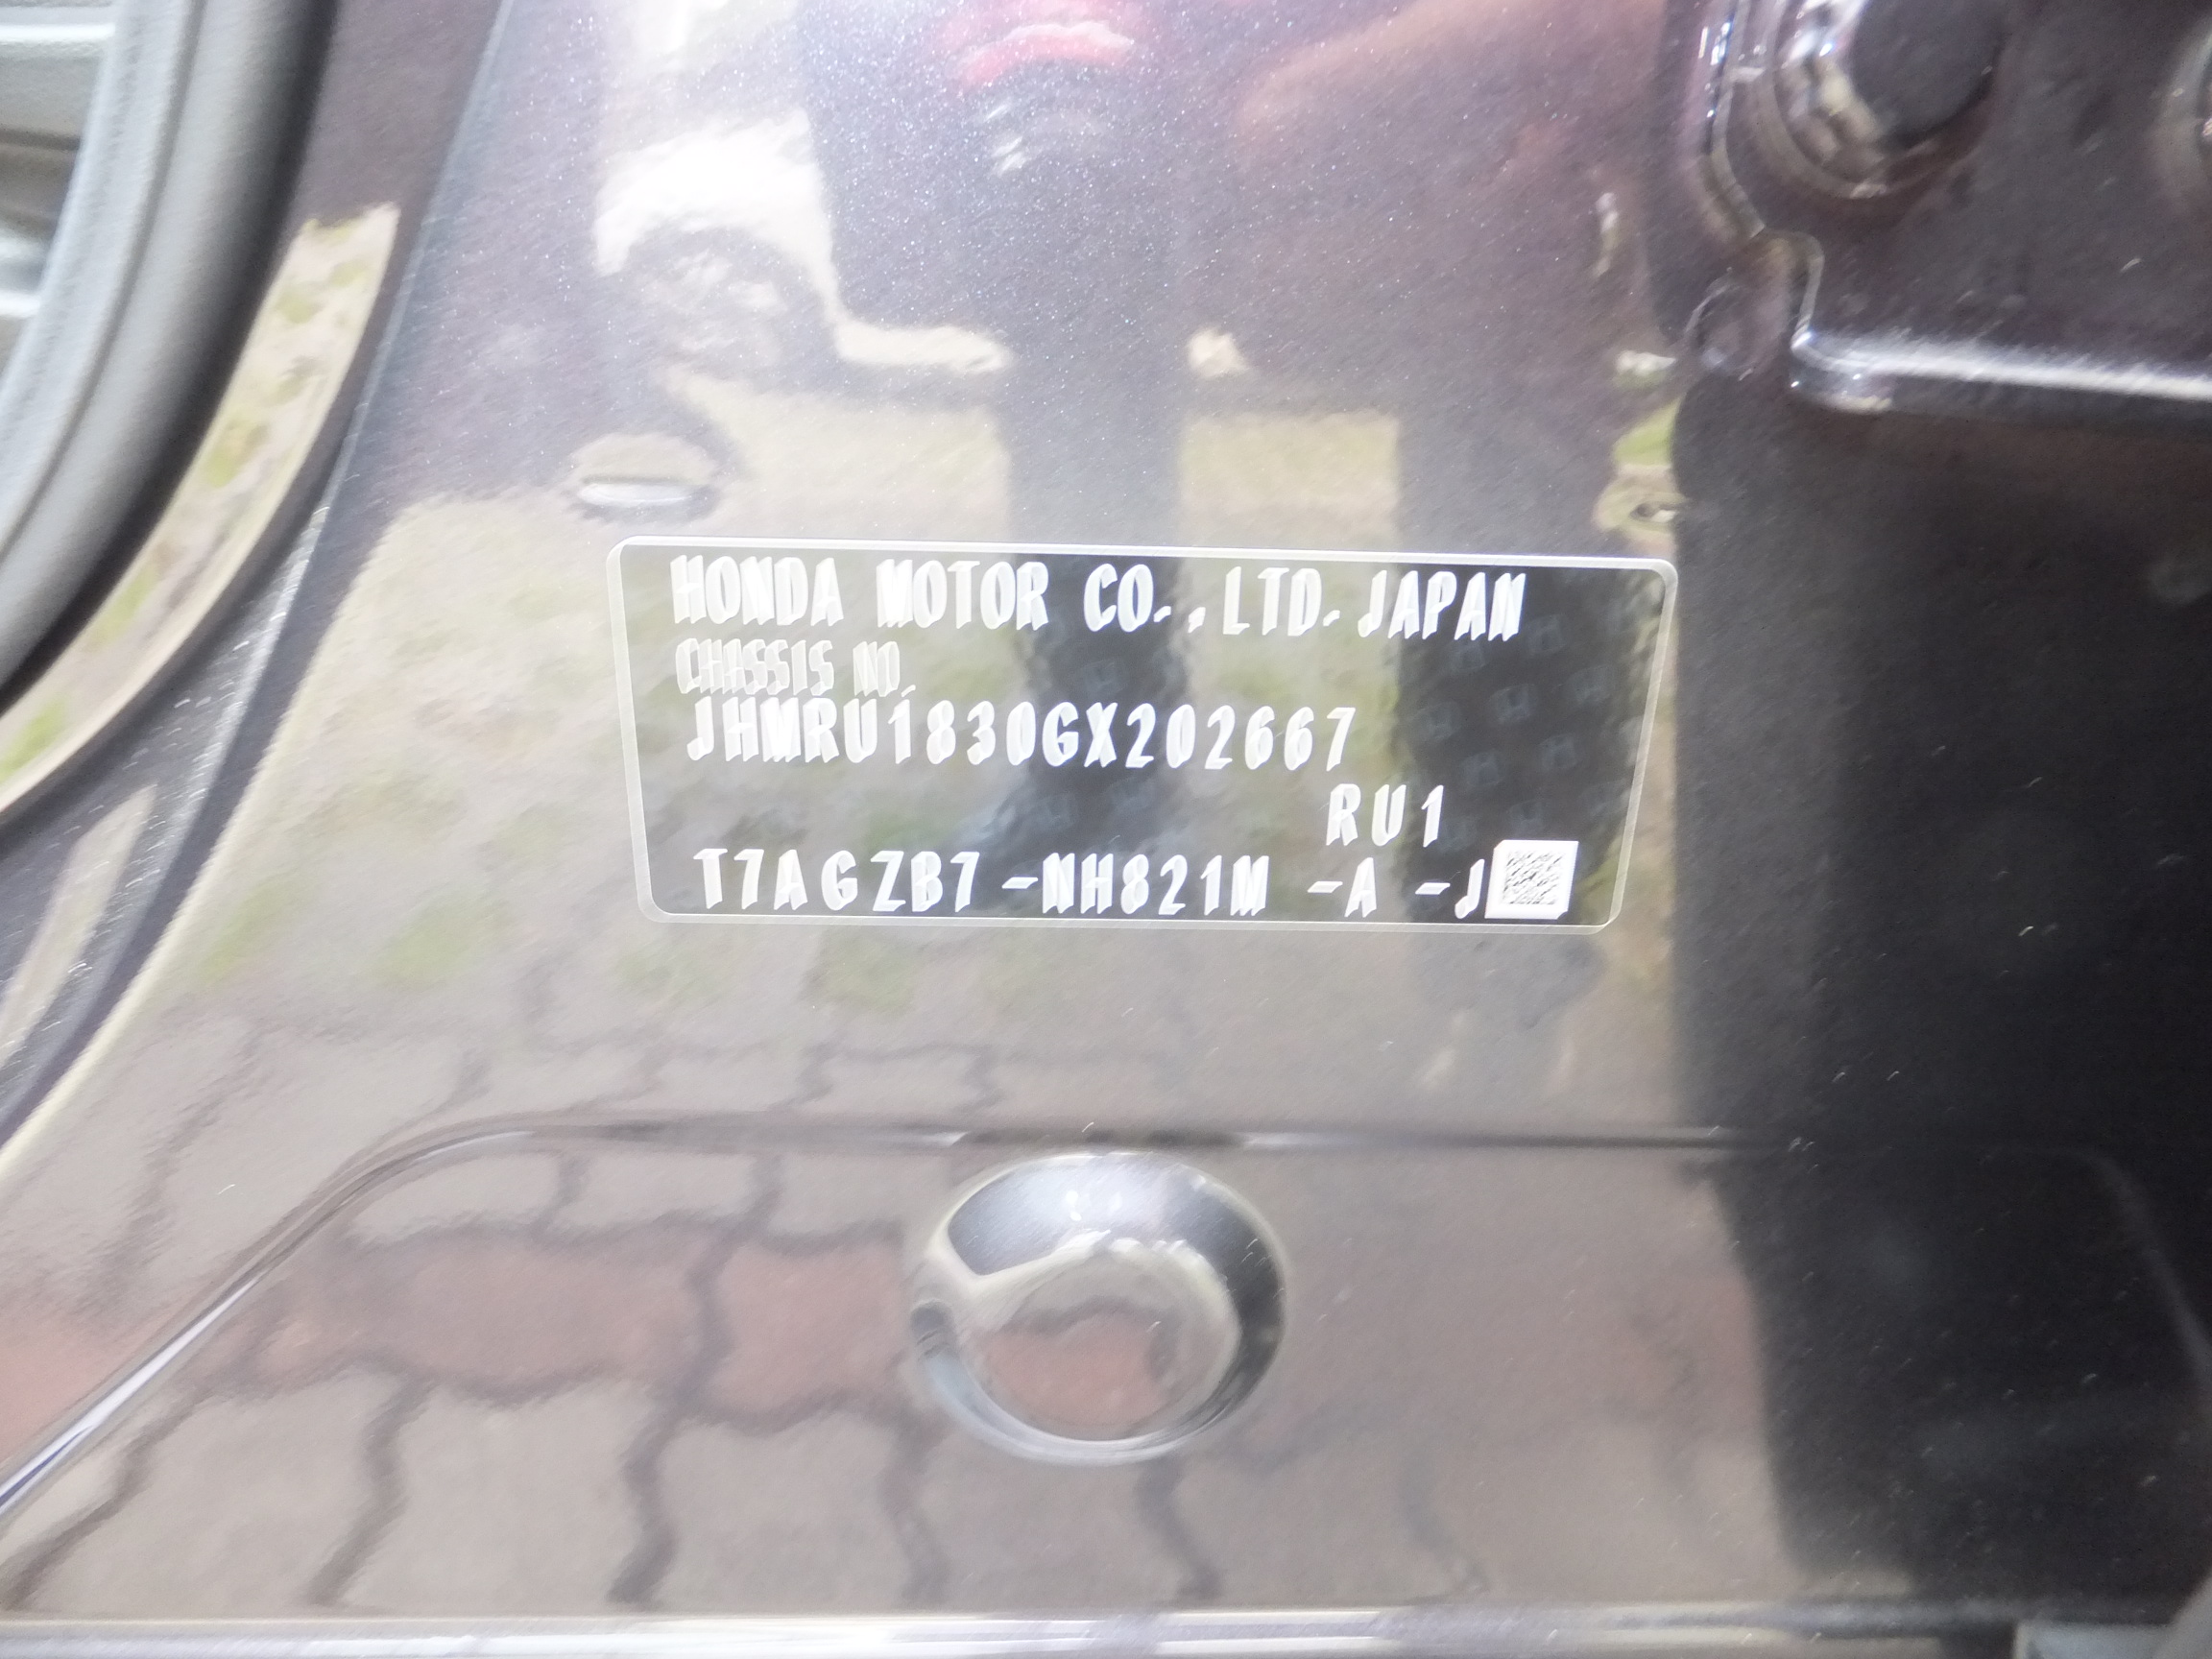 HONDA MOTOR CO.,LTD.JAPAN
CHASSIS NO.
JHMRU1830GX202667
RU1
T7AGZB7-NH821M -A -J